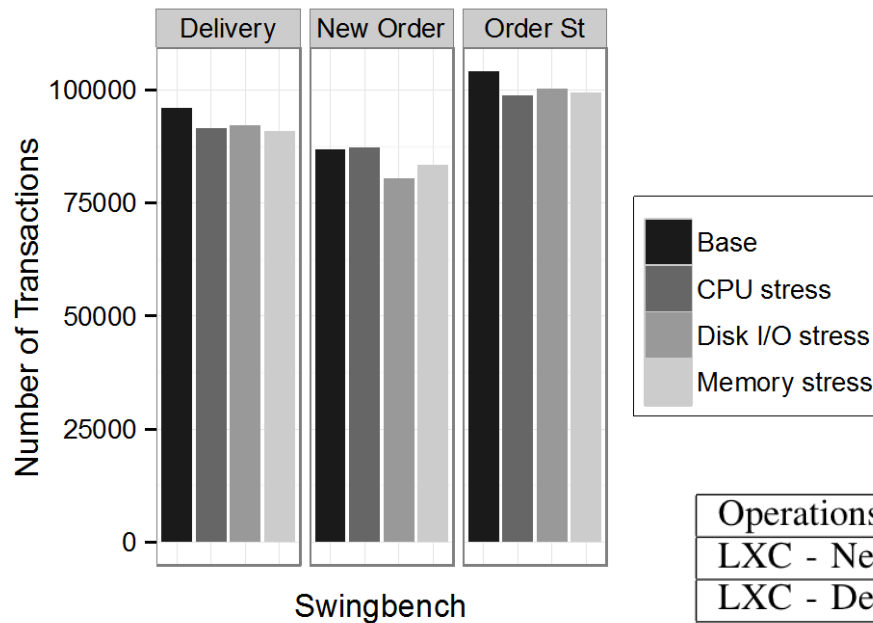 Delivery
New Order
Order St
100000
75000
50000
25000
0
Number of Transactions
Swingbench
Base
CPU stress
Disk I/O stress
Memory stress
Operations
LXC - Ne
LXC - De